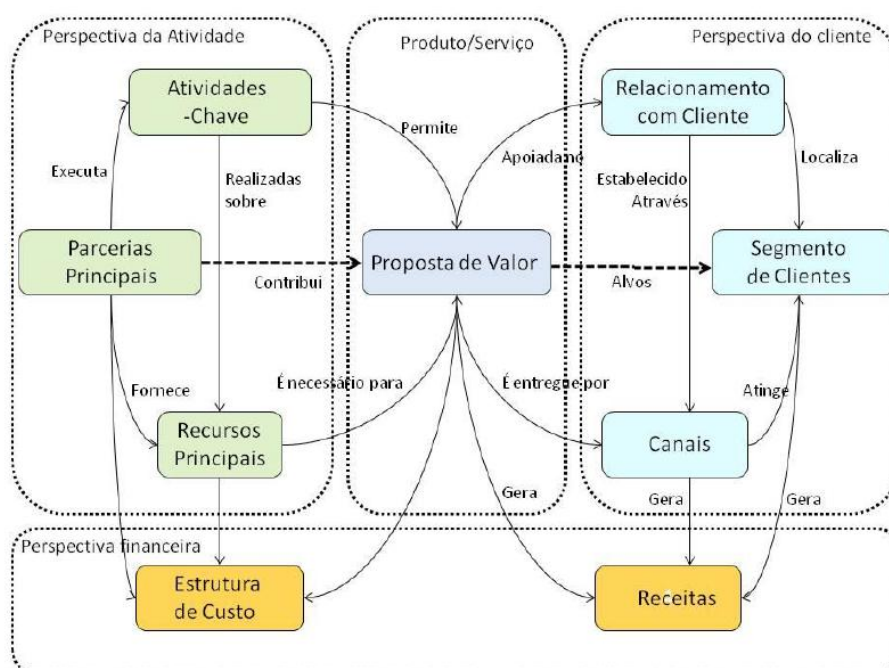 Perspectiva da Atividade
Produto/Serviço
Perspectiva do cliente
Atividades
-Chave
Relacionamento
com Cliente
Permite
Executa
Realizadas
sobre
Apoiada no
Estabelecido
Através
Localiza
Parcerias
Principais
Contribui
Proposta de Valor
Alvos
Segmento
de Clientes
Fornece
É necessário para
É entregue por
Atinge
Recursos
Principais
Canais
Gera
Gera
Gera
Perspectiva financeira
Estrutura
de Custo
Receitas